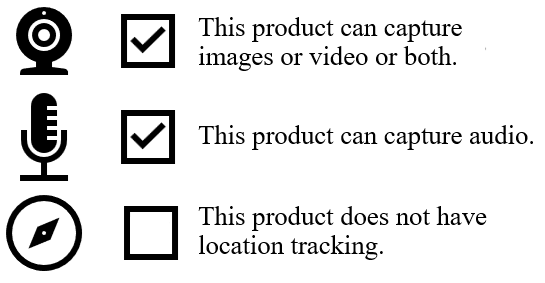 This product can capture
images or video or both.
This product can capture audio.
This product does not have
location tracking.